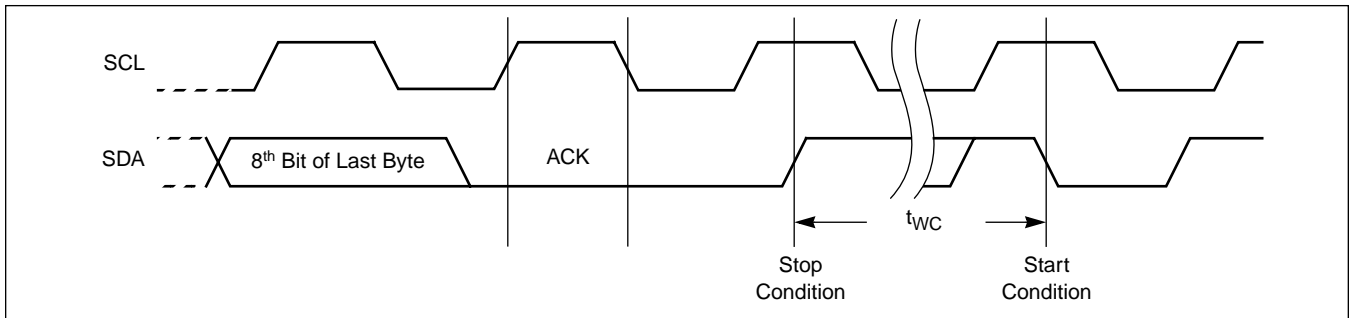 SCL
SDA
8th Bit of Last Byte
ACK
tWC
Stop
Condition
Start
Condition